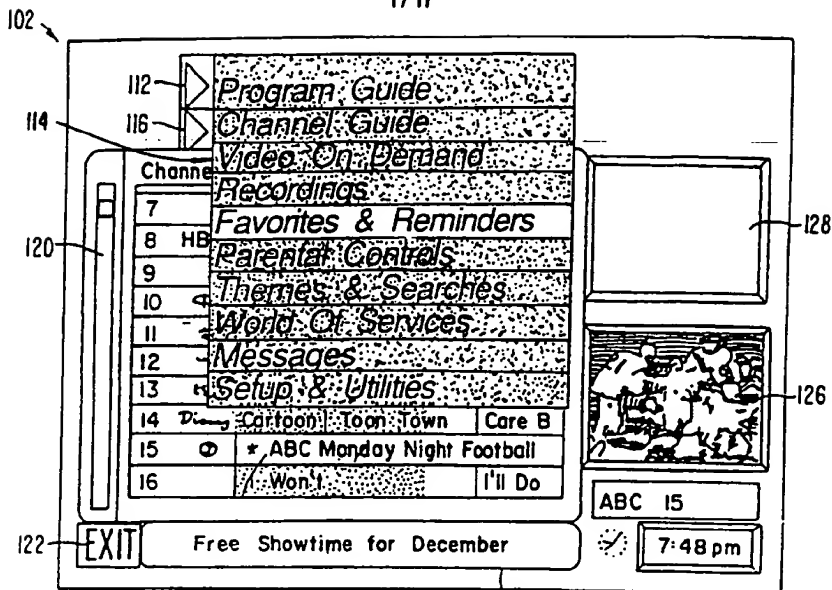 102
112
Program Guide
116
Channel Guide
114
Video On Demand
Channe
Recordings
7
Favorites & Reminders
128
8 HB
Parental Controls
120
9
Themes & Searches
10
World Of Services
11
Messages
12
13
Setup & Utilities
126
14 Disney Cartoon Toon Town Care B
15 * ABC Monday Night Football
16 Won't I'll Do
ABC 15
122
EXIT
Free Showtime for December
7:48 pm